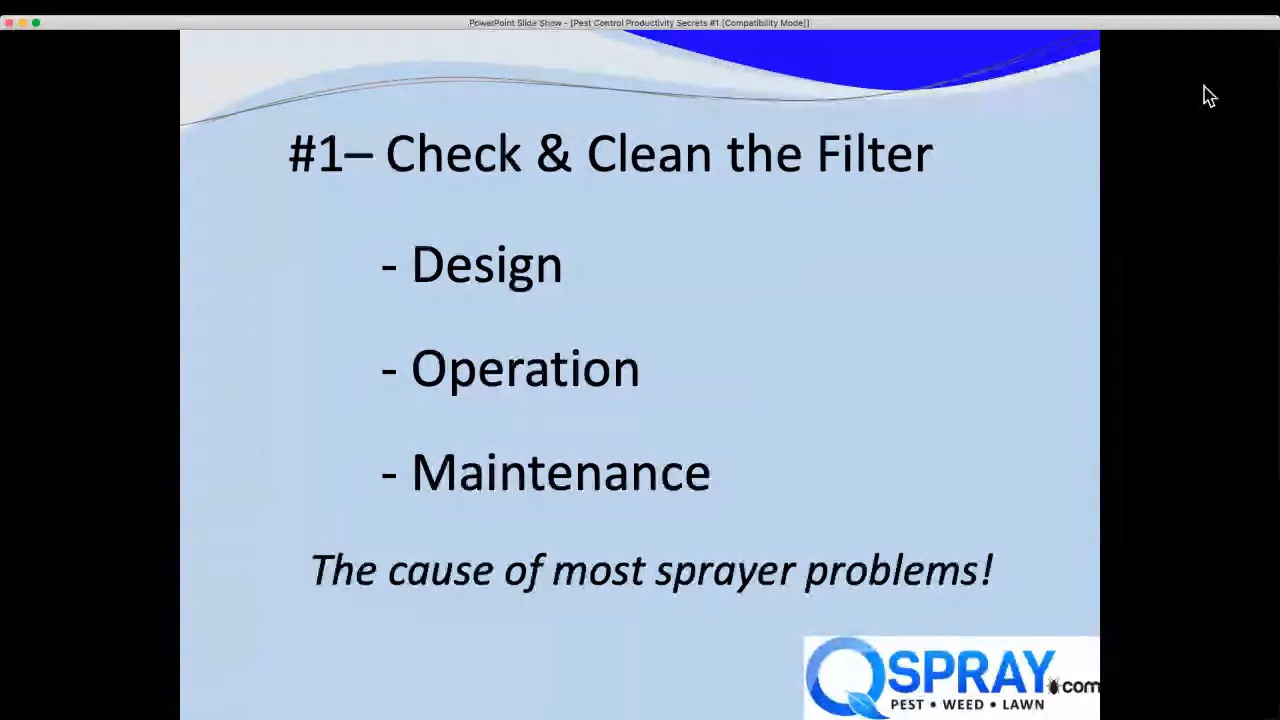 PowerPoint Slide Show - [Pest Control Productivity Secrets #1 [Compatibility Mode]]
#1– Check & Clean the Filter
- Design
- Operation
- Maintenance
The cause of most sprayer problems!
QSPRAY.com
PEST • WEED • LAWN